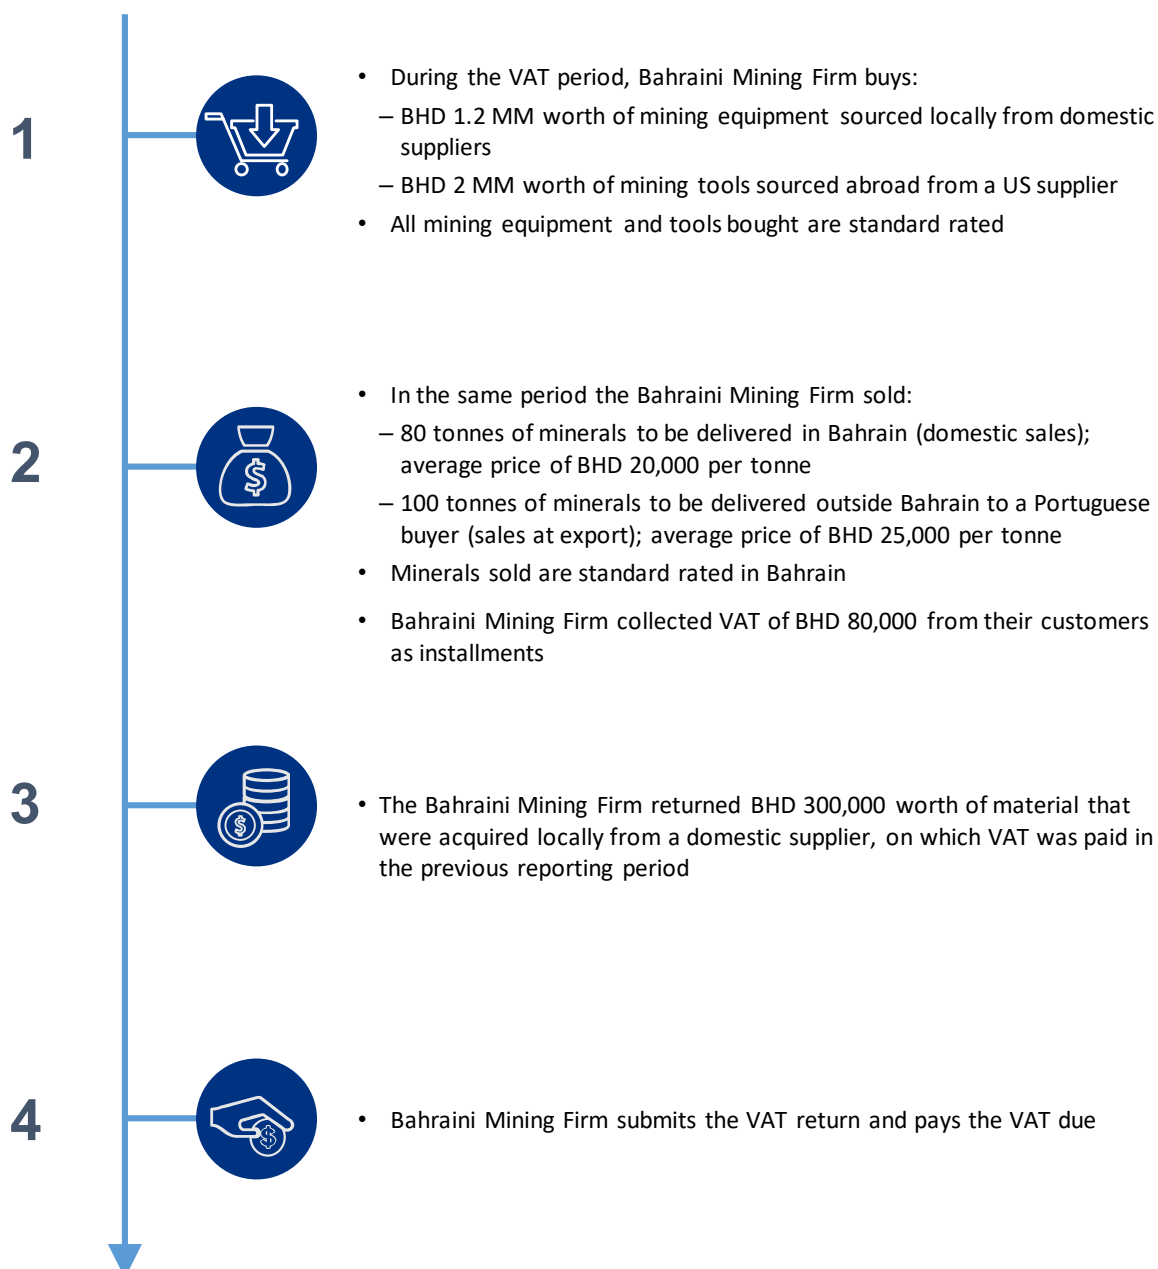 1
• During the VAT period, Bahraini Mining Firm buys:
– BHD 1.2 MM worth of mining equipment sourced locally from domestic
suppliers
– BHD 2 MM worth of mining tools sourced abroad from a US supplier
• All mining equipment and tools bought are standard rated
2
• In the same period the Bahraini Mining Firm sold:
– 80 tonnes of minerals to be delivered in Bahrain (domestic sales);
average price of BHD 20,000 per tonne
– 100 tonnes of minerals to be delivered outside Bahrain to a Portuguese
buyer (sales at export); average price of BHD 25,000 per tonne
• Minerals sold are standard rated in Bahrain
• Bahraini Mining Firm collected VAT of BHD 80,000 from their customers
as installments
$
3
• The Bahraini Mining Firm returned BHD 300,000 worth of material that
were acquired locally from a domestic supplier, on which VAT was paid in
the previous reporting period
$
4
• Bahraini Mining Firm submits the VAT return and pays the VAT due
$